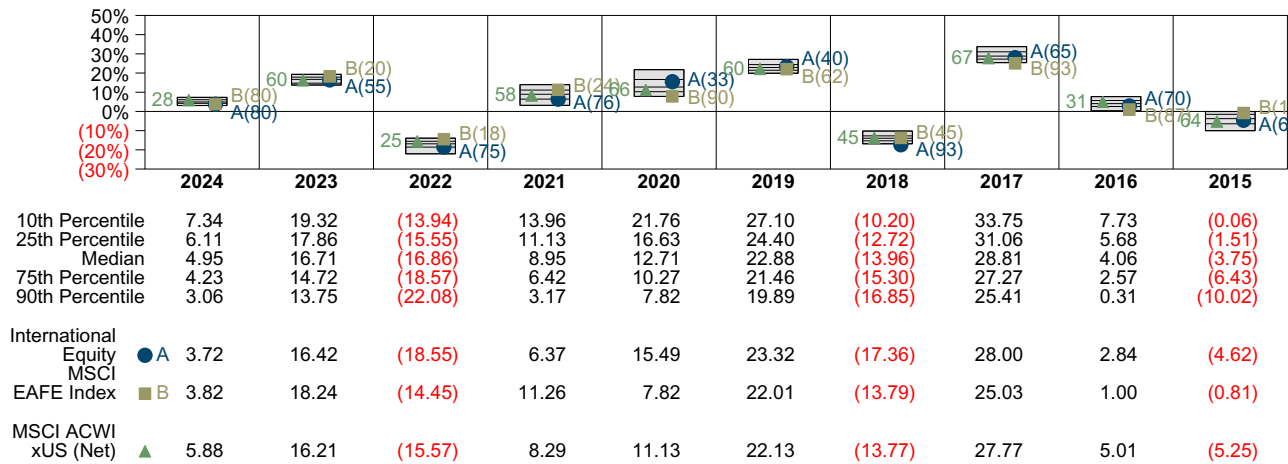 50%
40%
30%
20%
10%
0%
(10%)
(20%)
(30%)
28 B(80) A(80)
60 B(20) A(55)
25 B(18) A(75)
58 B(24) A(76)
66 A(33) B(90)
60 A(40) B(62)
45 B(45) A(93)
67 A(65) B(93)
31 A(70) B(87)
64 B(1 A(6
2024 2023 2022 2021 2020 2019 2018 2017 2016 2015
10th Percentile 7.34 19.32 (13.94) 13.96 21.76 27.10 (10.20) 33.75 7.73 (0.06)
25th Percentile 6.11 17.86 (15.55) 11.13 16.63 24.40 (12.72) 31.06 5.68 (1.51)
Median 4.95 16.71 (16.86) 8.95 12.71 22.88 (13.96) 28.81 4.06 (3.75)
75th Percentile 4.23 14.72 (18.57) 6.42 10.27 21.46 (15.30) 27.27 2.57 (6.43)
90th Percentile 3.06 13.75 (22.08) 3.17 7.82 19.89 (16.85) 25.41 0.31 (10.02)
International
Equity A 3.72 16.42 (18.55) 6.37 15.49 23.32 (17.36) 28.00 2.84 (4.62)
MSCI
EAFE Index B 3.82 18.24 (14.45) 11.26 7.82 22.01 (13.79) 25.03 1.00 (0.81)
MSCI ACWI
xUS (Net) 5.88 16.21 (15.57) 8.29 11.13 22.13 (13.77) 27.77 5.01 (5.25)